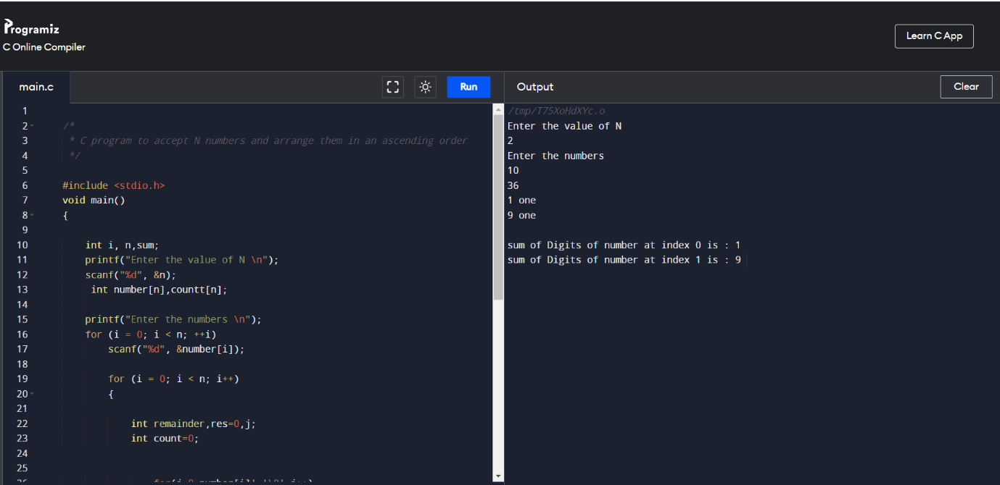 Programiz
C Online Compiler
Learn C App
main.c
Run
Output
Clear
1
2 /*
3 * C program to accept N numbers and arrange them in an ascending order
4 */
5
6 #include <stdio.h>
7 void main()
8 {
9
10 int i, n,sum;
11 printf("Enter the value of N \n");
12 scanf("%d", &n);
13 int number[n],countt[n];
14
15 printf("Enter the numbers \n");
16 for (i = 0; i < n; ++i)
17 scanf("%d", &number[i]);
18
19 for (i = 0; i < n; i++)
20 {
21
22 int remainder,res=0,j;
23 int count=0;
24
25
/tmp/T75XoHdXYc.o
Enter the value of N
2
Enter the numbers
10
36
1 one
9 one
sum of Digits of number at index 0 is : 1
sum of Digits of number at index 1 is : 9